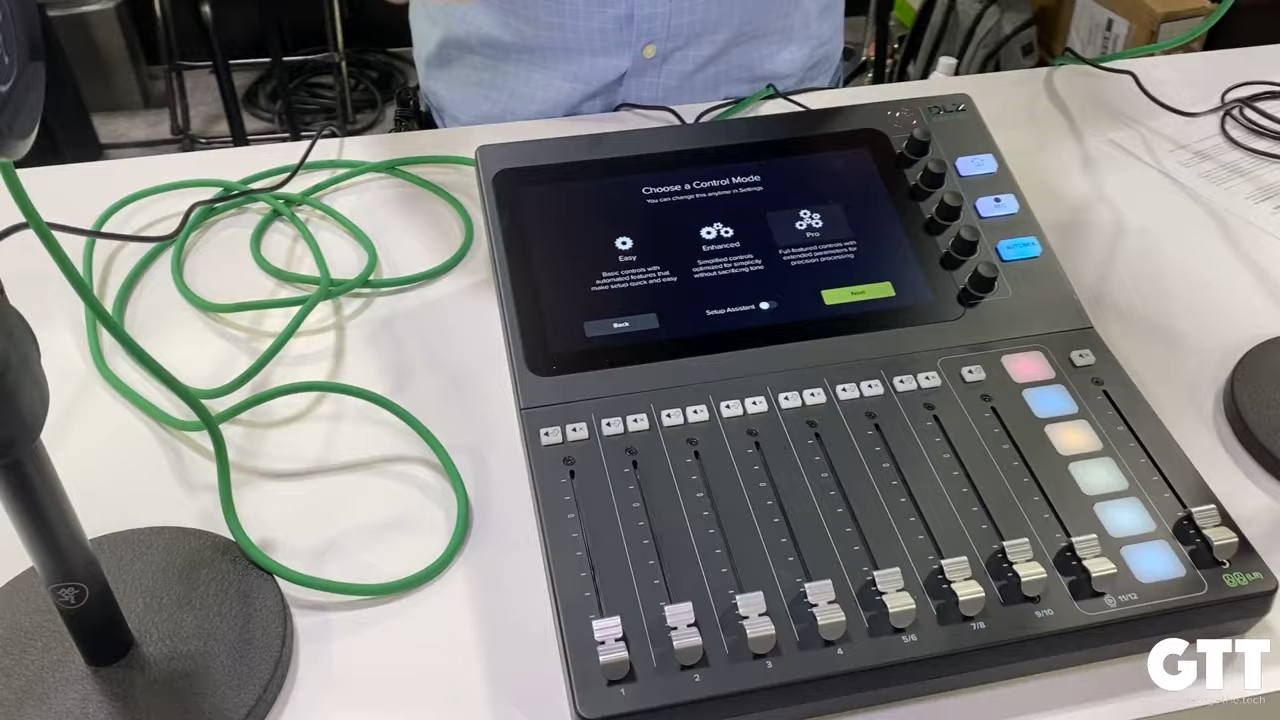 DLZ
Choose a Control Mode
You can change this anytime in Settings
Easy
Basic controls with
automated features that
make setup quick and easy
Enhanced
Simplified controls
optimized for simplicity
without sacrificing tone
Pro
Full-featured controls with
extended parameters for
precision processing
Setup Assistant
Back
Next
AUTOMIX
1
2
3
4
5/6
7/8
9/10
11/12
(L/R)
GTT